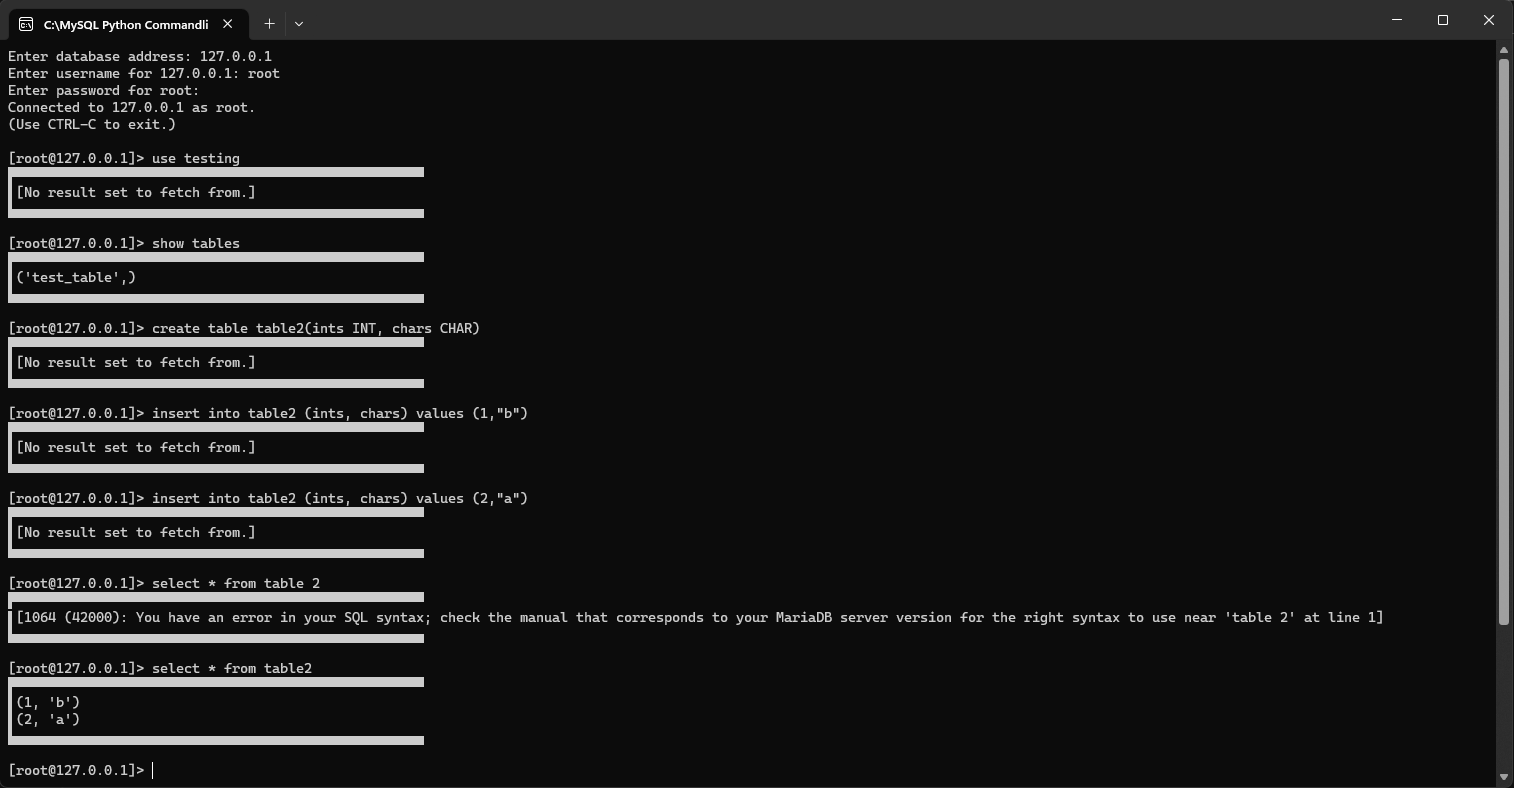 C:\MySQL Python Commandli
Enter database address: 127.0.0.1
Enter username for 127.0.0.1: root
Enter password for root:
Connected to 127.0.0.1 as root.
(Use CTRL-C to exit.)
[root@127.0.0.1]> use testing
[No result set to fetch from.]
[root@127.0.0.1]> show tables
('test_table',)
[root@127.0.0.1]> create table table2(ints INT, chars CHAR)
[No result set to fetch from.]
[root@127.0.0.1]> insert into table2 (ints, chars) values (1,"b")
[No result set to fetch from.]
[root@127.0.0.1]> insert into table2 (ints, chars) values (2,"a")
[No result set to fetch from.]
[root@127.0.0.1]> select * from table 2
[1064 (42000): You have an error in your SQL syntax; check the manual that corresponds to your MariaDB server version for the right syntax to use near 'table 2' at line 1]
[root@127.0.0.1]> select * from table2
(1, 'b')
(2, 'a')
[root@127.0.0.1]>